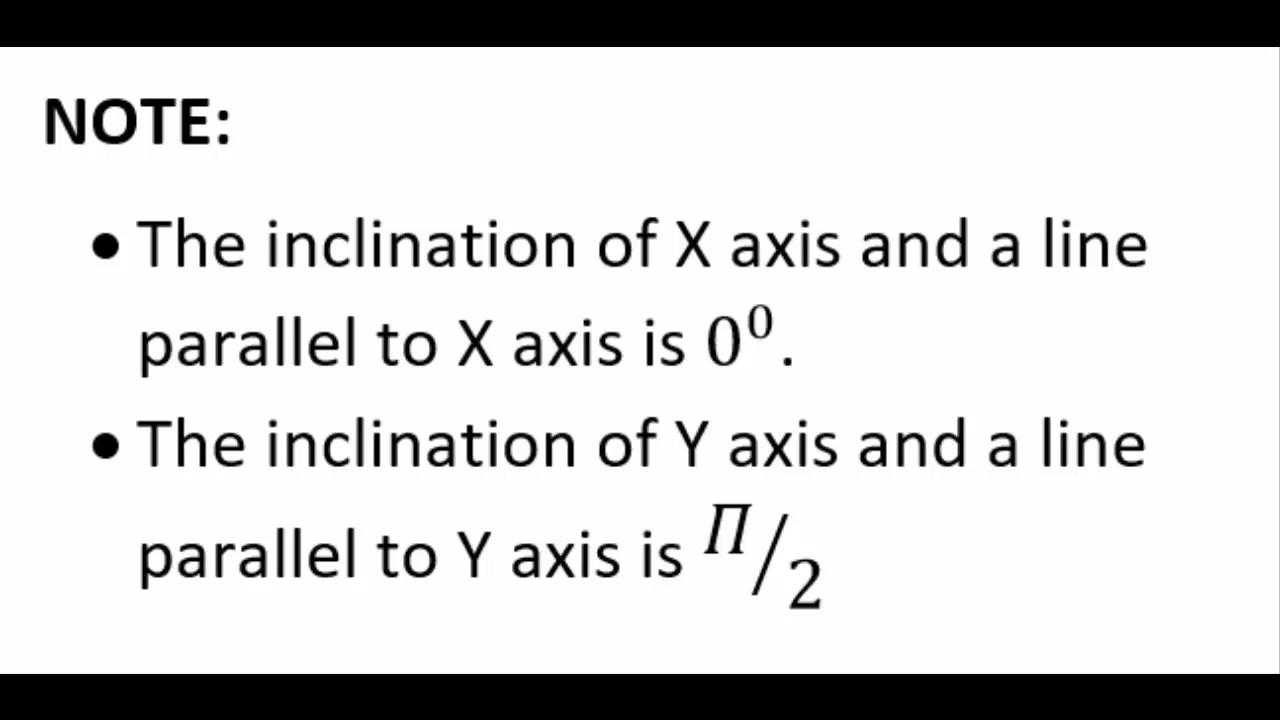 NOTE:
• The inclination of X axis and a line
parallel to X axis is 0⁰.
• The inclination of Y axis and a line
parallel to Y axis is Π/2